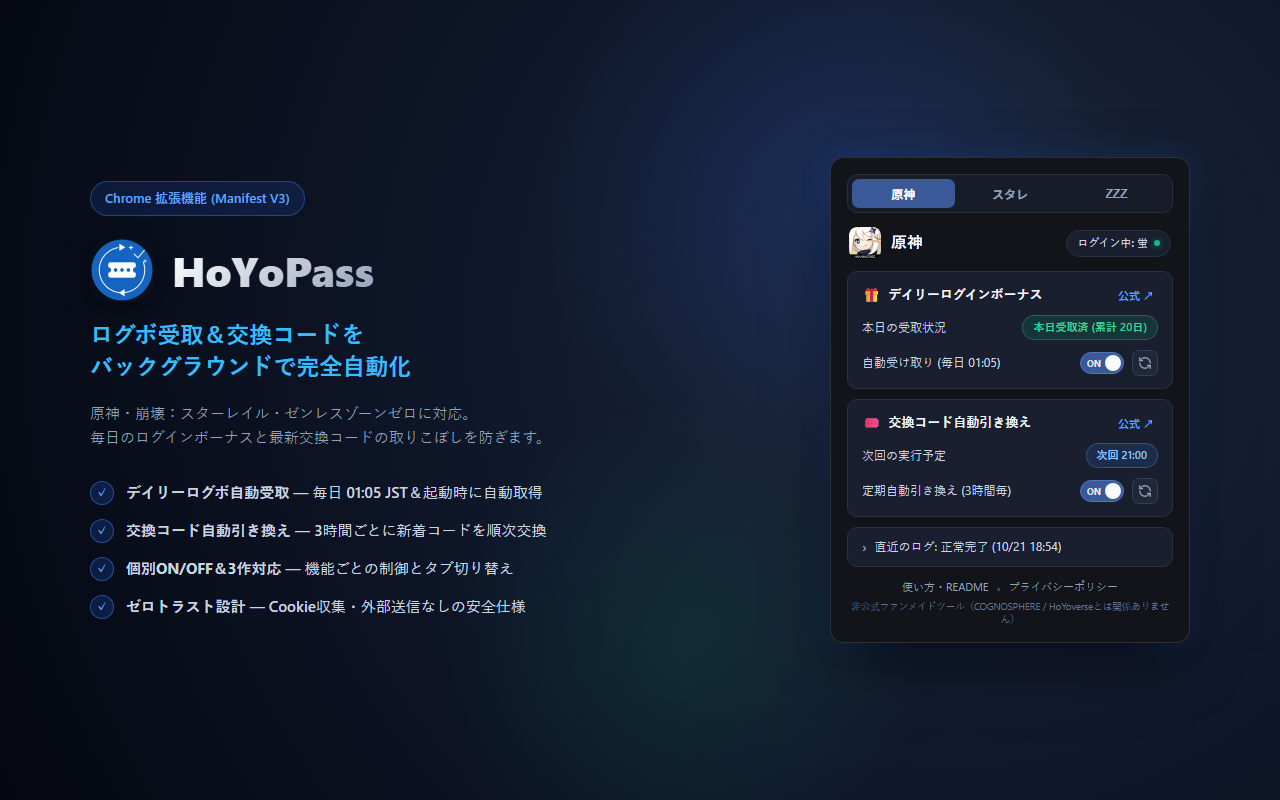 Chrome 拡張機能 (Manifest V3)
HoYoPass
ログボ受取＆交換コードを
バックグラウンドで完全自動化
原神・崩壊：スターレイル・ゼンレスゾーンゼロに対応。
毎日のログインボーナスと最新交換コードの取りこぼしを防ぎます。
✓ デイリーログボ自動受取 — 毎日 01:05 JST＆起動時に自動取得
✓ 交換コード自動引き換え — 3時間ごとに新着コードを順次交換
✓ 個別ON/OFF＆3作対応 — 機能ごとの制御とタブ切り替え
✓ ゼロトラスト設計 — Cookie収集・外部送信なしの安全仕様
原神 スタレ ZZZ
原神 ログイン中: 蛍
デイリーログインボーナス 公式 ↗
本日の受取状況 本日受取済 (累計 20日)
自動受け取り (毎日 01:05) ON
交換コード自動引き換え 公式 ↗
次回の実行予定 次回 21:00
定期自動引き換え (3時間毎) ON
› 直近のログ: 正常完了 (10/21 18:54)
使い方・README • プライバシーポリシー
非公式ファンメイドツール（COGNOSPHERE / HoYoverseとは関係ありませ
ん）